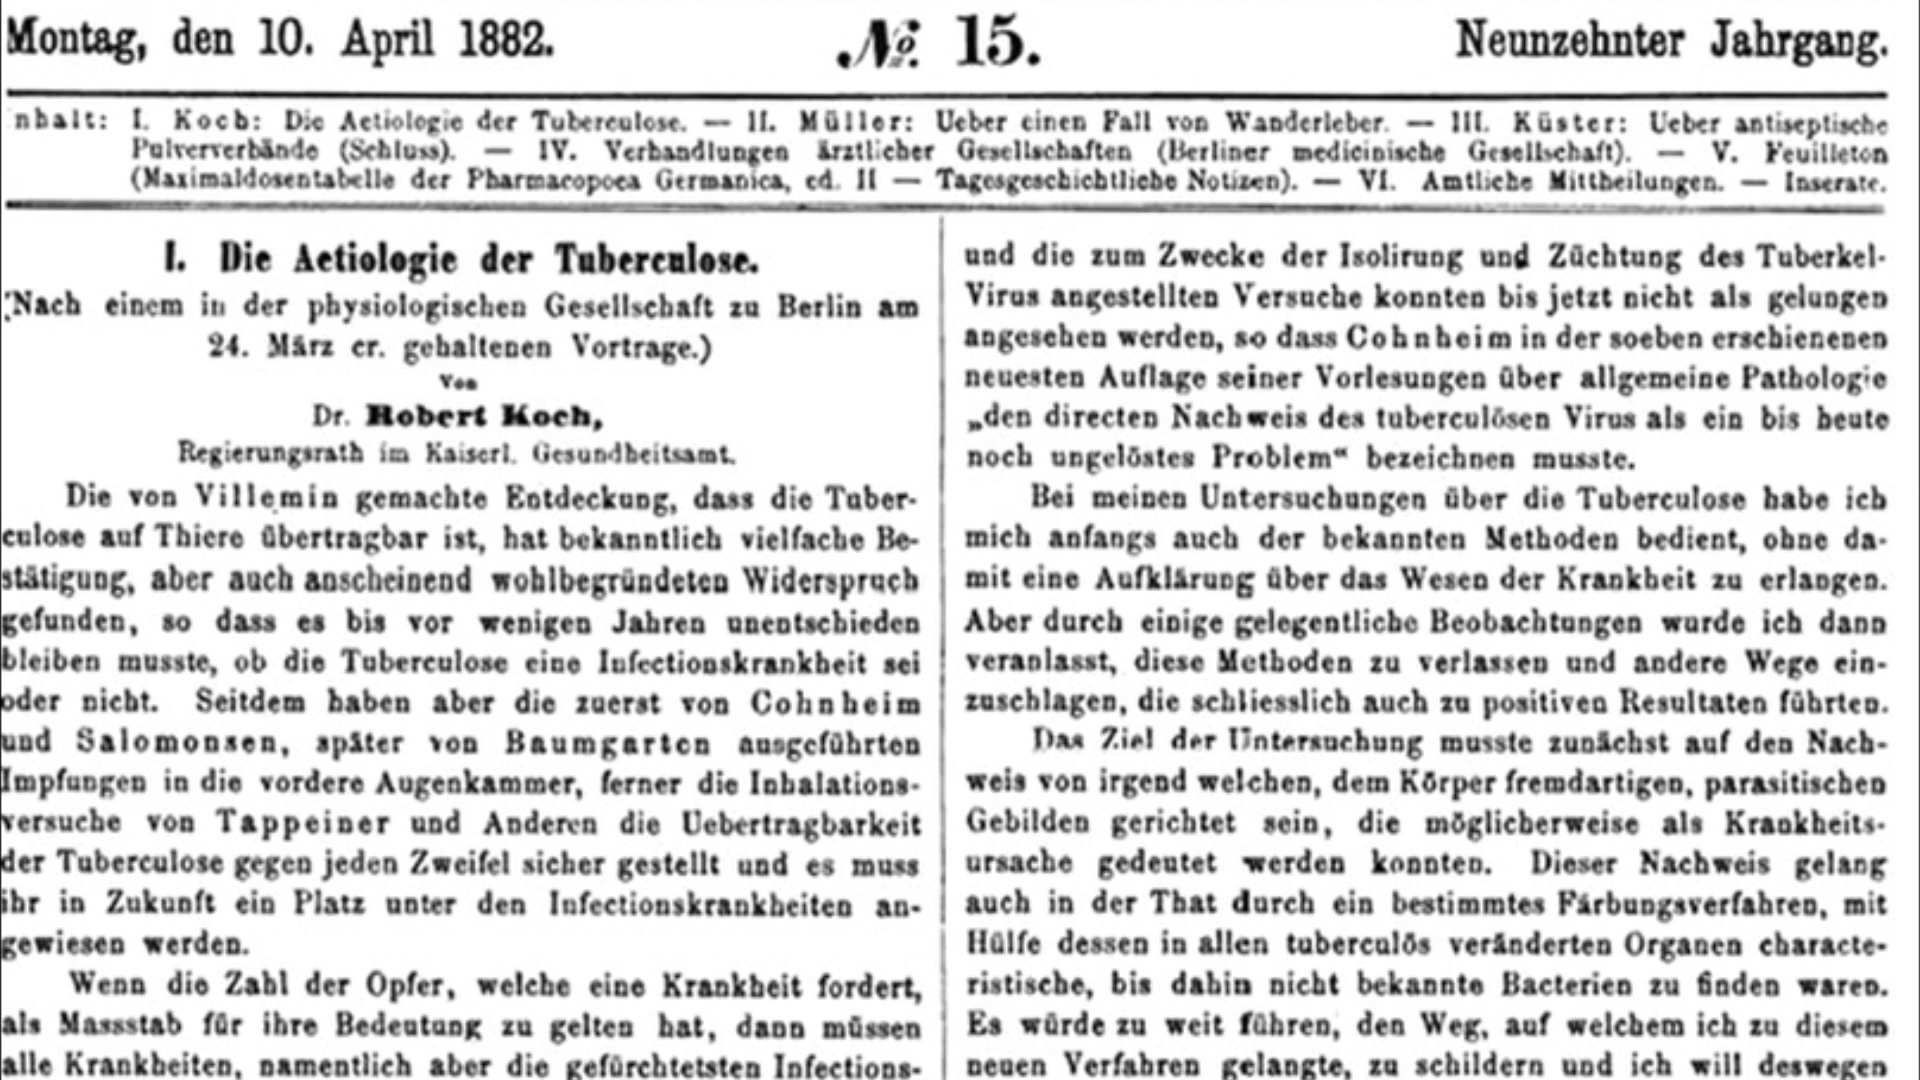 Montag, den 10. April 1882.
№. 15.
Neunzehnter Jahrgang.
nhalt: I. Koch: Die Aetiologie der Tuberculose. — II. Müller: Ueber einen Fall von Wanderleber. — III. Küster: Ueber antiseptische
Pulververbände (Schluss). — IV. Verhandlungen ärztlicher Gesellschaften (Berliner medicinische Gesellschaft). — V. Feuilleton
(Maximaldosentabelle der Pharmacopoea Germanica, ed. II — Tagesgeschichtliche Notizen). — VI. Amtliche Mittheilungen. — Inserate.
I. Die Aetiologie der Tuberculose.
(Nach einem in der physiologischen Gesellschaft zu Berlin am
24. März cr. gehaltenen Vortrage.)
Von
Dr. Robert Koch,
Regierungsrath im Kaiserl. Gesundheitsamt.
Die von Villemin gemachte Entdeckung, dass die Tuber-
culose auf Thiere übertragbar ist, hat bekanntlich vielfache Be-
stätigung, aber auch anscheinend wohlbegründeten Widerspruch
gefunden, so dass es bis vor wenigen Jahren unentschieden
bleiben musste, ob die Tuberculose eine Infectionskrankheit sei
oder nicht. Seitdem haben aber die zuerst von Cohnheim
und Salomonsen, später von Baumgarten ausgeführten
Impfungen in die vordere Augenkammer, ferner die Inhalations-
versuche von Tappeiner und Anderen die Uebertragbarkeit
der Tuberculose gegen jeden Zweifel sicher gestellt und es muss
ihr in Zukunft ein Platz unter den Infectionskrankheiten an-
gewiesen werden.
Wenn die Zahl der Opfer, welche eine Krankheit fordert,
als Massstab für ihre Bedeutung zu gelten hat, dann müssen
alle Krankheiten, namentlich aber die gefürchtetsten Infections-
und die zum Zwecke der Isolirung und Züchtung des Tuberkel-
Virus angestellten Versuche konnten bis jetzt nicht als gelungen
angesehen werden, so dass Cohnheim in der soeben erschienenen
neuesten Auflage seiner Vorlesungen über allgemeine Pathologie
„den directen Nachweis des tuberculösen Virus als ein bis heute
noch ungelöstes Problem“ bezeichnen musste.
Bei meinen Untersuchungen über die Tuberculose habe ich
mich anfangs auch der bekannten Methoden bedient, ohne da-
mit eine Aufklärung über das Wesen der Krankheit zu erlangen.
Aber durch einige gelegentliche Beobachtungen wurde ich dann
veranlasst, diese Methoden zu verlassen und andere Wege ein-
zuschlagen, die schliesslich auch zu positiven Resultaten führten.
Das Ziel der Untersuchung musste zunächst auf den Nach-
weis von irgend welchen, dem Körper fremdartigen, parasitischen
Gebilden gerichtet sein, die möglicherweise als Krankheits-
ursache gedeutet werden konnten. Dieser Nachweis gelang
auch in der That durch ein bestimmtes Färbungsverfahren, mit
Hülfe dessen in allen tuberculös veränderten Organen characte-
ristische, bis dahin nicht bekannte Bacterien zu finden waren.
Es würde zu weit führen, den Weg, auf welchem ich zu diesem
neuen Verfahren gelangte, zu schildern und ich will deswegen